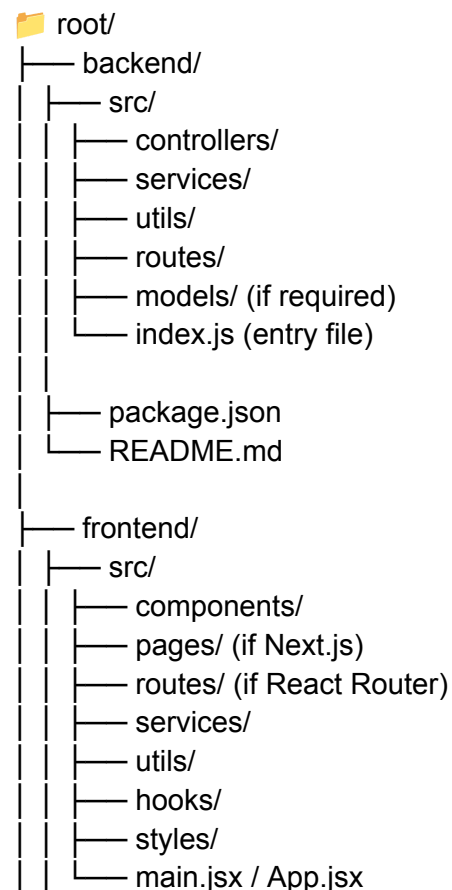 📁 root/
├── backend/
│ ├── src/
│ │ ├── controllers/
│ │ ├── services/
│ │ ├── utils/
│ │ ├── routes/
│ │ ├── models/ (if required)
│ │ └── index.js (entry file)
│ │
│ ├── package.json
│ └── README.md
│
├── frontend/
│ ├── src/
│ │ ├── components/
│ │ ├── pages/ (if Next.js)
│ │ ├── routes/ (if React Router)
│ │ ├── services/
│ │ ├── utils/
│ │ ├── hooks/
│ │ ├── styles/
│ │ └── main.jsx / App.jsx